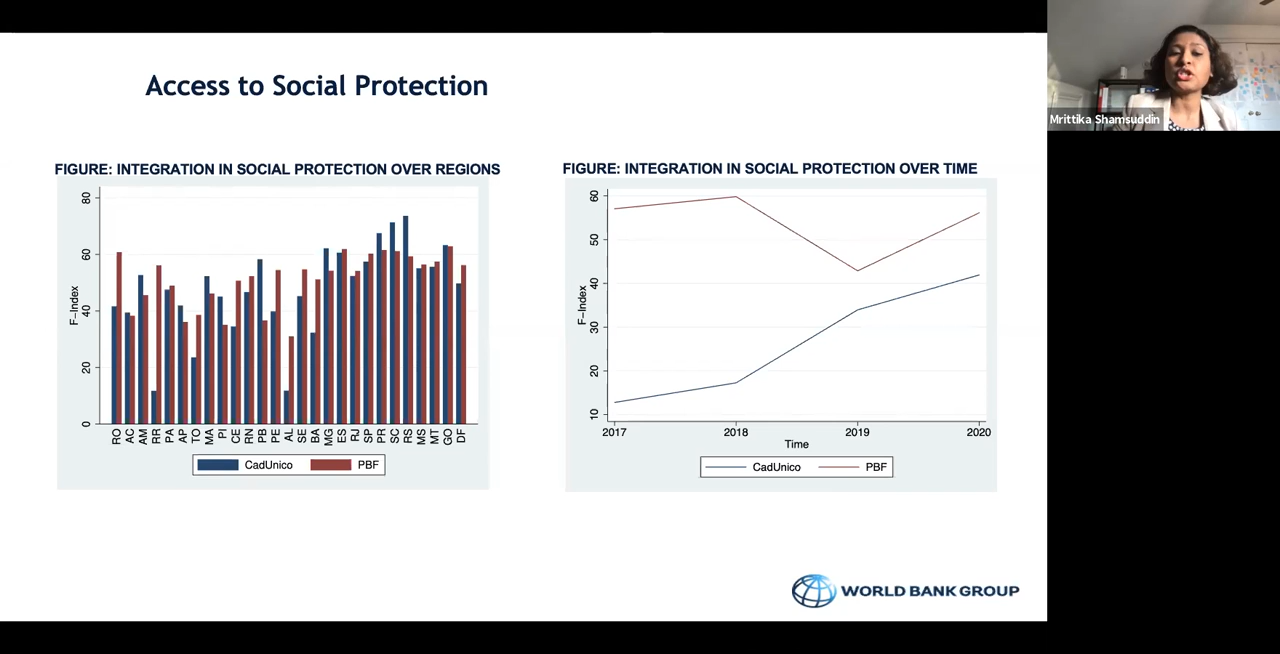 Access to Social Protection
Mrittika Shamsuddin
FIGURE: INTEGRATION IN SOCIAL PROTECTION OVER REGIONS
F-Index
80
60
40
20
0
RO AC AM RR PA AP TO MA PI CE RN PB PE AL SE BA MG ES RJ SP PR SC RS MS MT GO DF
CadUnico PBF
FIGURE: INTEGRATION IN SOCIAL PROTECTION OVER TIME
F-Index
60
50
40
30
20
10
2017 2018 2019 2020
Time
CadUnico PBF
WORLD BANK GROUP